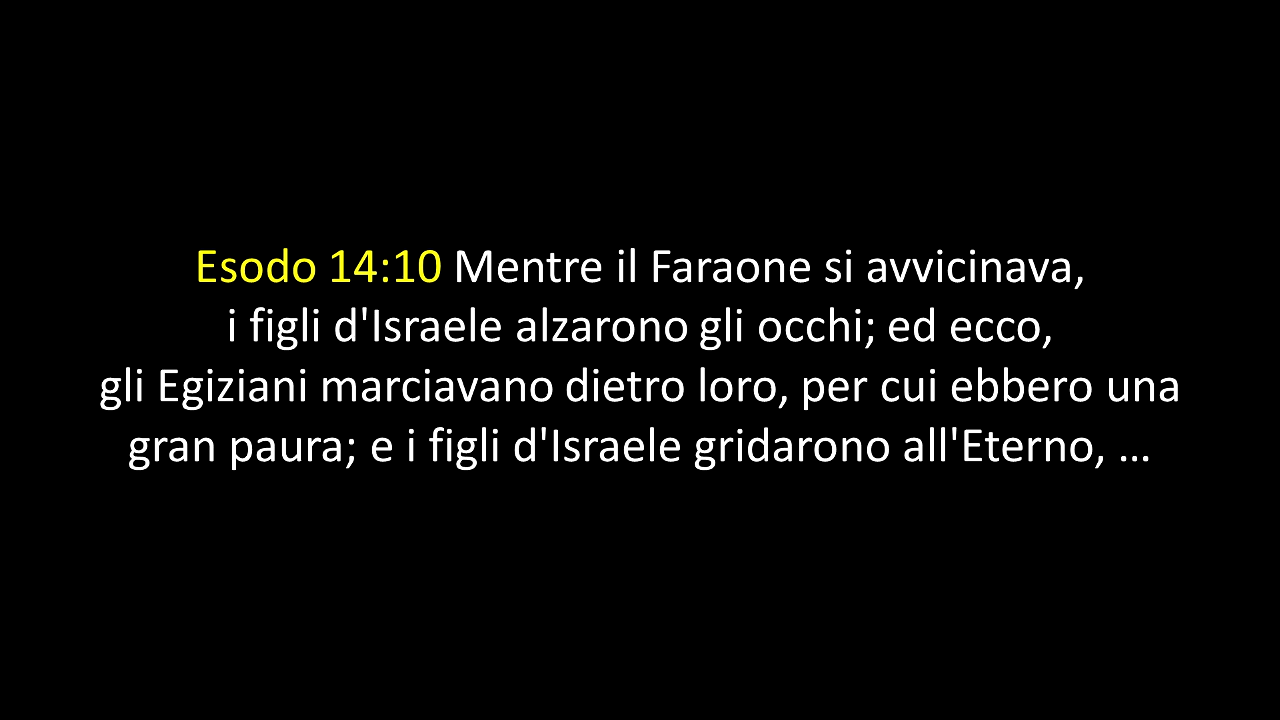 Esodo 14:10 Mentre il Faraone si avvicinava,
i figli d'Israele alzarono gli occhi; ed ecco,
gli Egiziani marciavano dietro loro, per cui ebbero una
gran paura; e i figli d'Israele gridarono all'Eterno, ...